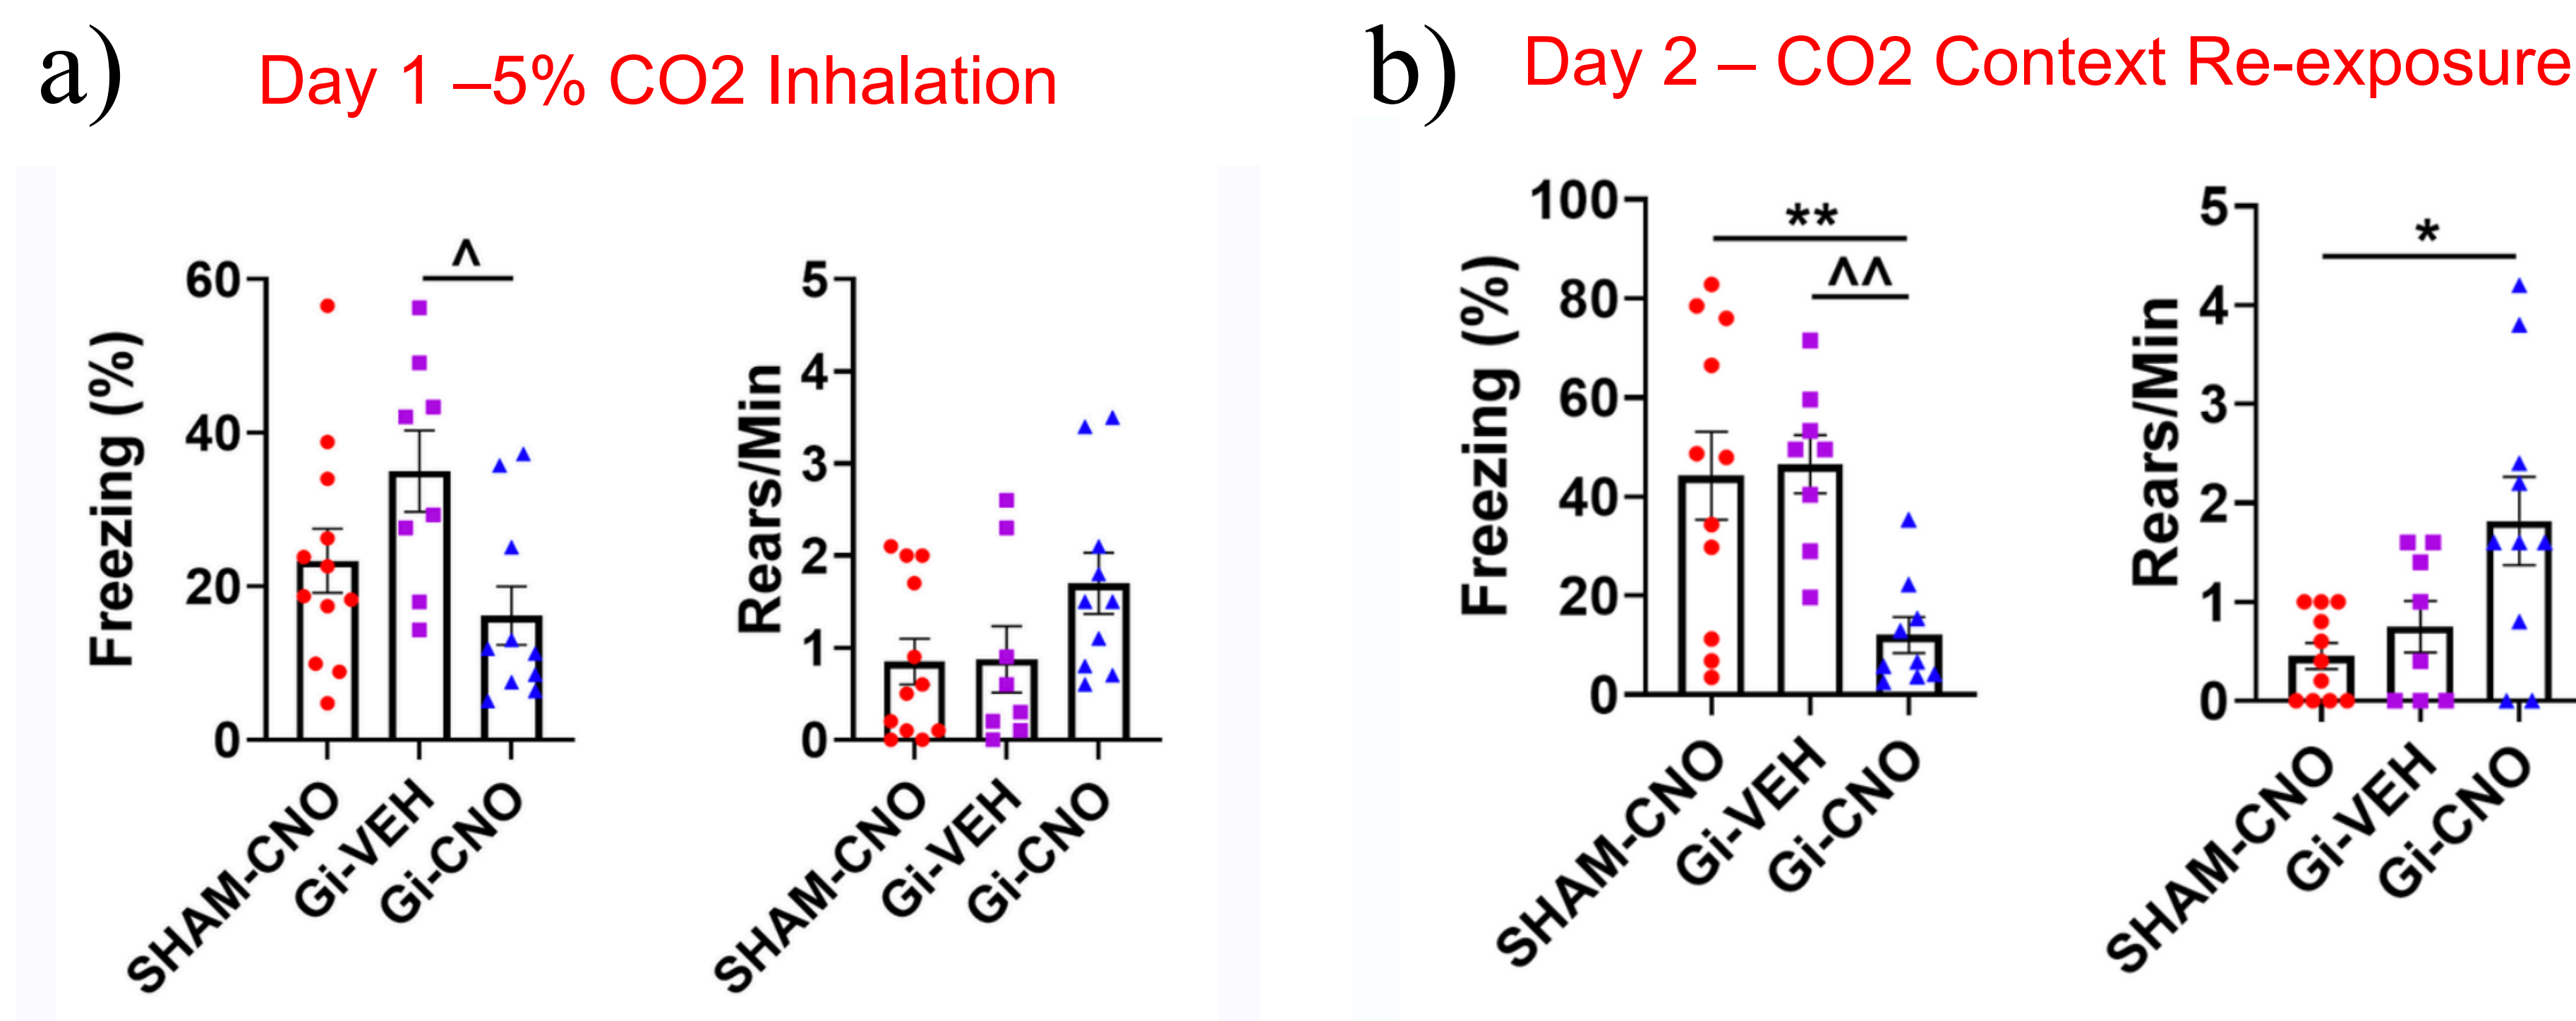 a)
Day 1 –5% CO2 Inhalation
Freezing (%)
60
40
20
0
^
SHAM-CNO
Gi-VEH
Gi-CNO
Rears/Min
5
4
3
2
1
0
SHAM-CNO
Gi-VEH
Gi-CNO
b)
Day 2 – CO2 Context Re-exposure
Freezing (%)
100
80
60
40
20
0
**
^^
SHAM-CNO
Gi-VEH
Gi-CNO
Rears/Min
5
4
3
2
1
0
*
SHAM-CNO
Gi-VEH
Gi-CNO